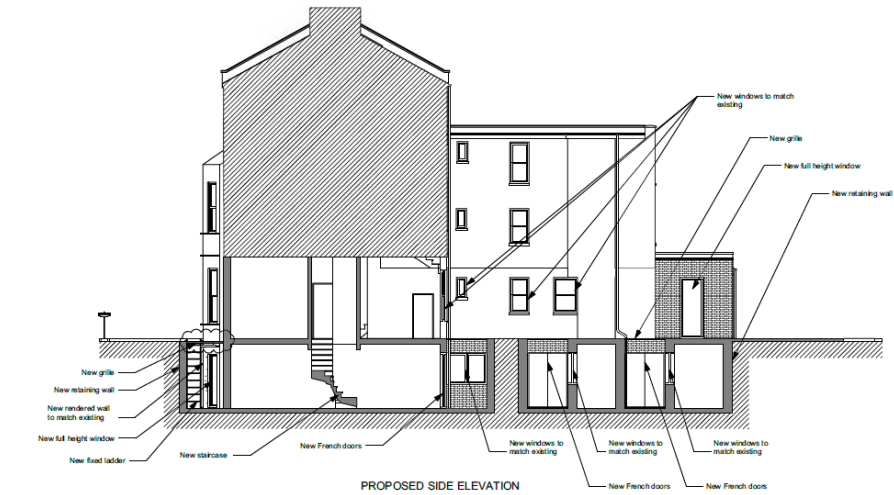 New windows to match
existing
New grille
New full height window
New retaining wall
New grille
New retaining wall
New rendered wall
to match existing
New full height window
New fixed ladder
New staircase
New French doors
New windows to
match existing
New windows to
match existing
New windows to
match existing
New French doors
New French doors
PROPOSED SIDE ELEVATION